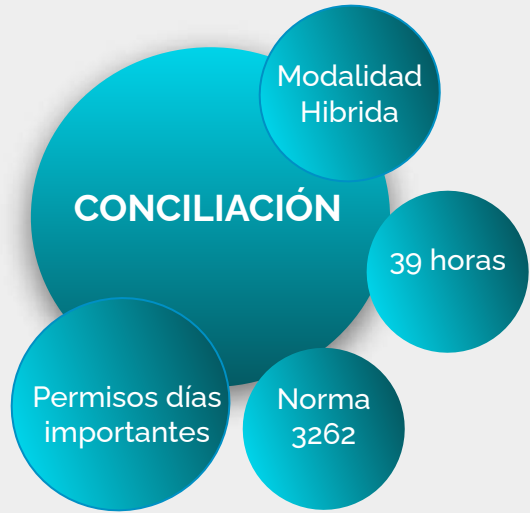 Modalidad
Hibrida
CONCILIACIÓN
39 horas
Permisos días
importantes
Norma
3262